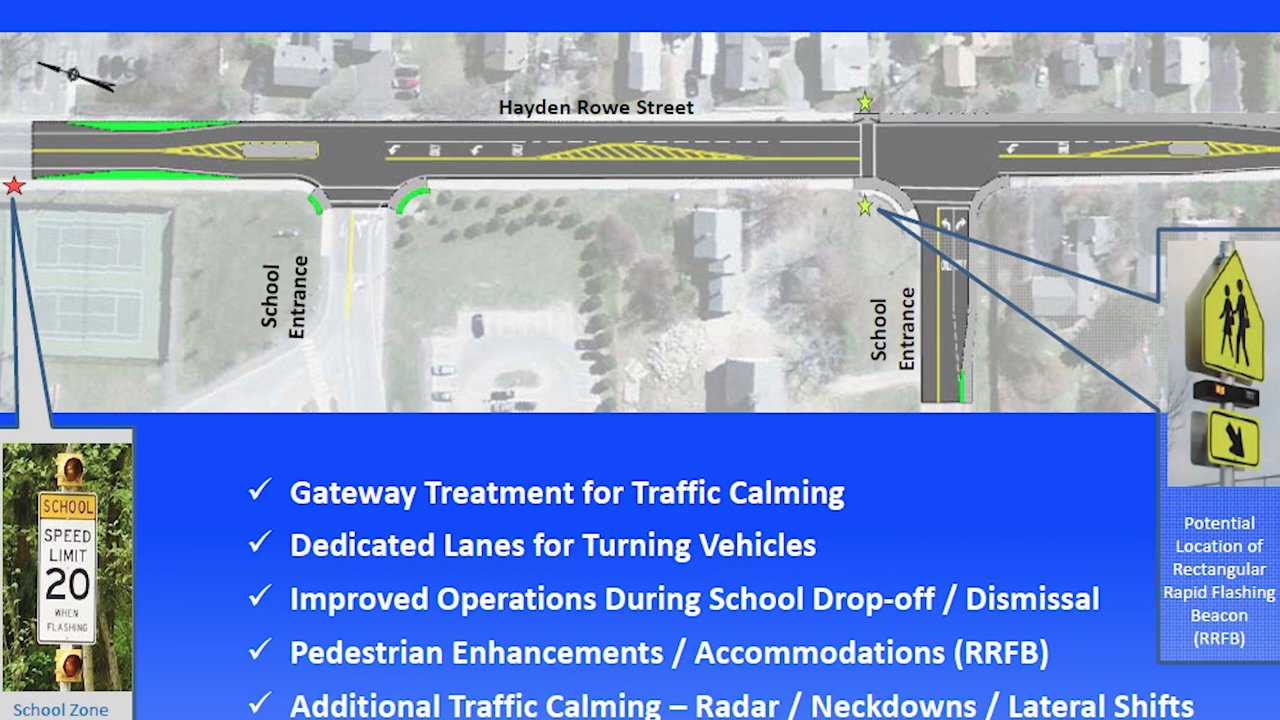 Hayden Rowe Street
School
Entrance
School
Entrance
SCHOOL
SPEED
LIMIT
20
WHEN
FLASHING
School Zone
Gateway Treatment for Traffic Calming
Dedicated Lanes for Turning Vehicles
Improved Operations During School Drop-off / Dismissal
Pedestrian Enhancements / Accommodations (RRFB)
Additional Traffic Calming – Radar / Neckdowns / Lateral Shifts
Potential
Location of
Rectangular
Rapid Flashing
Beacon
(RRFB)